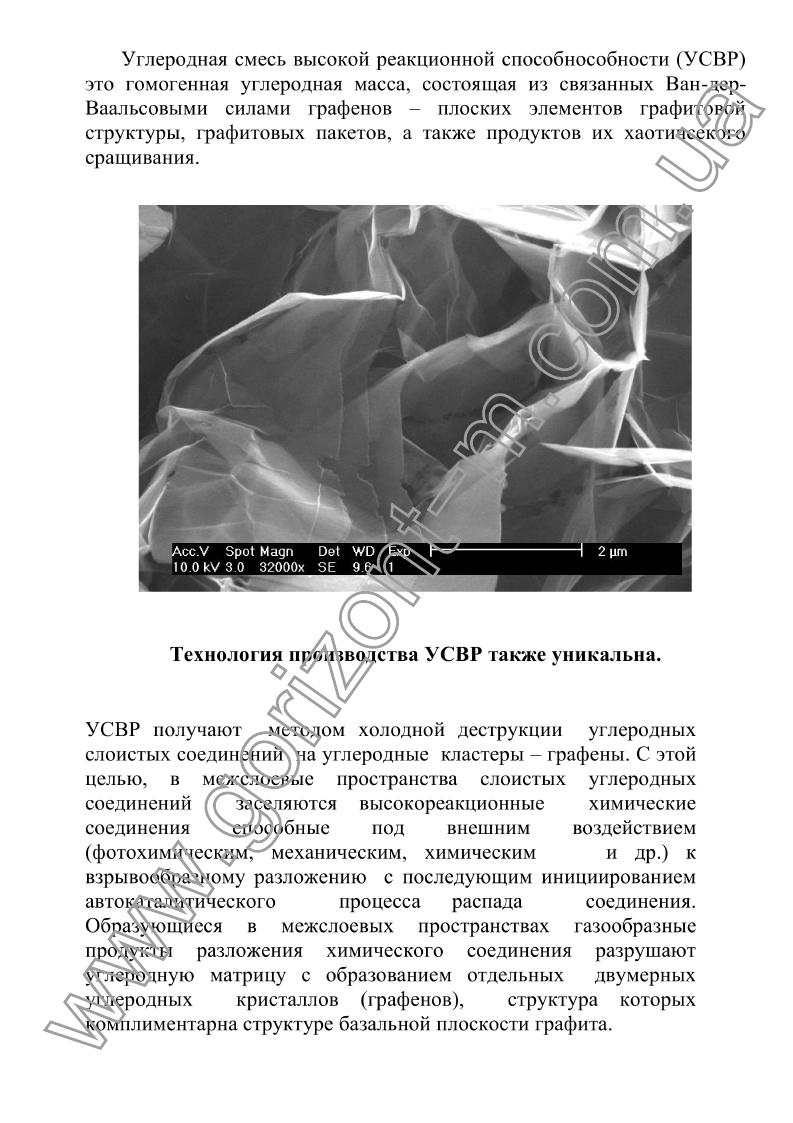 Углеродная смесь высокой реакционной способнособности (УСВР)
это гомогенная углеродная масса, состоящая из связанных Ван-дер-
Ваальсовыми силами графенов – плоских элементов графитовой
структуры, графитовых пакетов, а также продуктов их хаотичсекого
сращивания.
Acc.V Spot Magn Det WD Exp 2 µm
10.0 kV 3.0 32000x SE 9.6 1
Технология производства УСВР также уникальна.
УСВР получают методом холодной деструкции углеродных
слоистых соединений на углеродные кластеры – графены. С этой
целью, в межслоевые пространства слоистых углеродных
соединений заселяются высокореакционные химические
соединения способные под внешним воздействием
(фотохимическим, механическим, химическим и др.) к
взрывообразному разложению с последующим инициированием
автокаталитического процесса распада соединения.
Образующиеся в межслоевых пространствах газообразные
продукты разложения химического соединения разрушают
углеродную матрицу с образованием отдельных двумерных
углеродных кристаллов (графенов), структура которых
комплиментарна структуре базальной плоскости графита.
www.gorizont-m.com.ua